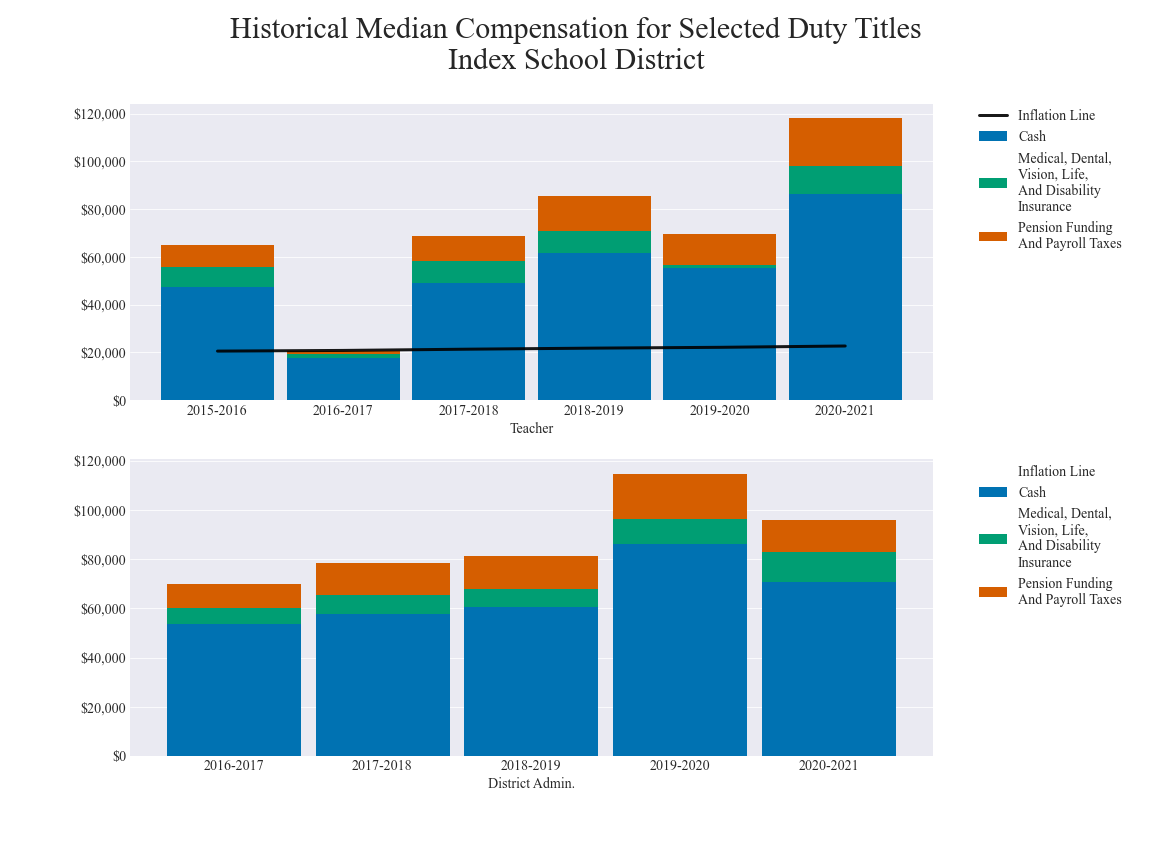 Historical Median Compensation for Selected Duty Titles
Index School District
$120,000
$100,000
$80,000
$60,000
$40,000
$20,000
$0
2015-2016
2016-2017
2017-2018
2018-2019
2019-2020
2020-2021
Teacher
Inflation Line
Cash
Medical, Dental,
Vision, Life,
And Disability
Insurance
Pension Funding
And Payroll Taxes
$120,000
$100,000
$80,000
$60,000
$40,000
$20,000
$0
2016-2017
2017-2018
2018-2019
2019-2020
2020-2021
District Admin.
Inflation Line
Cash
Medical, Dental,
Vision, Life,
And Disability
Insurance
Pension Funding
And Payroll Taxes